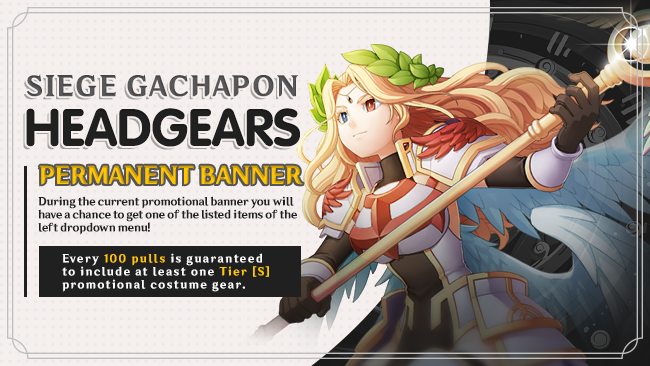 SIEGE GACHAPON
HEADGEARS
PERMANENT BANNER
During the current promotional banner you will
have a chance to get one of the listed items of the
left dropdown menu!
Every 100 pulls is guaranteed
to include at least one Tier [S]
promotional costume gear.